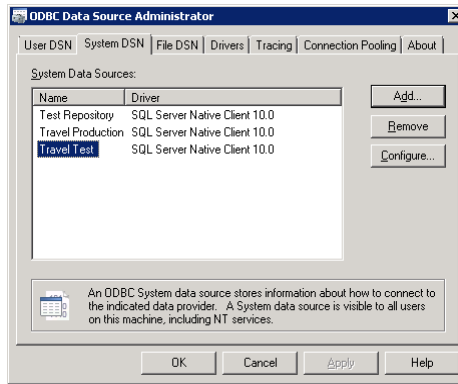 ODBC Data Source Administrator
User DSN System DSN File DSN Drivers Tracing Connection Pooling About
System Data Sources:
Name Driver
Test Repository SQL Server Native Client 10.0
Travel Production SQL Server Native Client 10.0
Travel Test SQL Server Native Client 10.0
Add...
Remove
Configure...
An ODBC System data source stores information about how to connect to
the indicated data provider. A System data source is visible to all users
on this machine, including NT services.
OK Cancel Apply Help